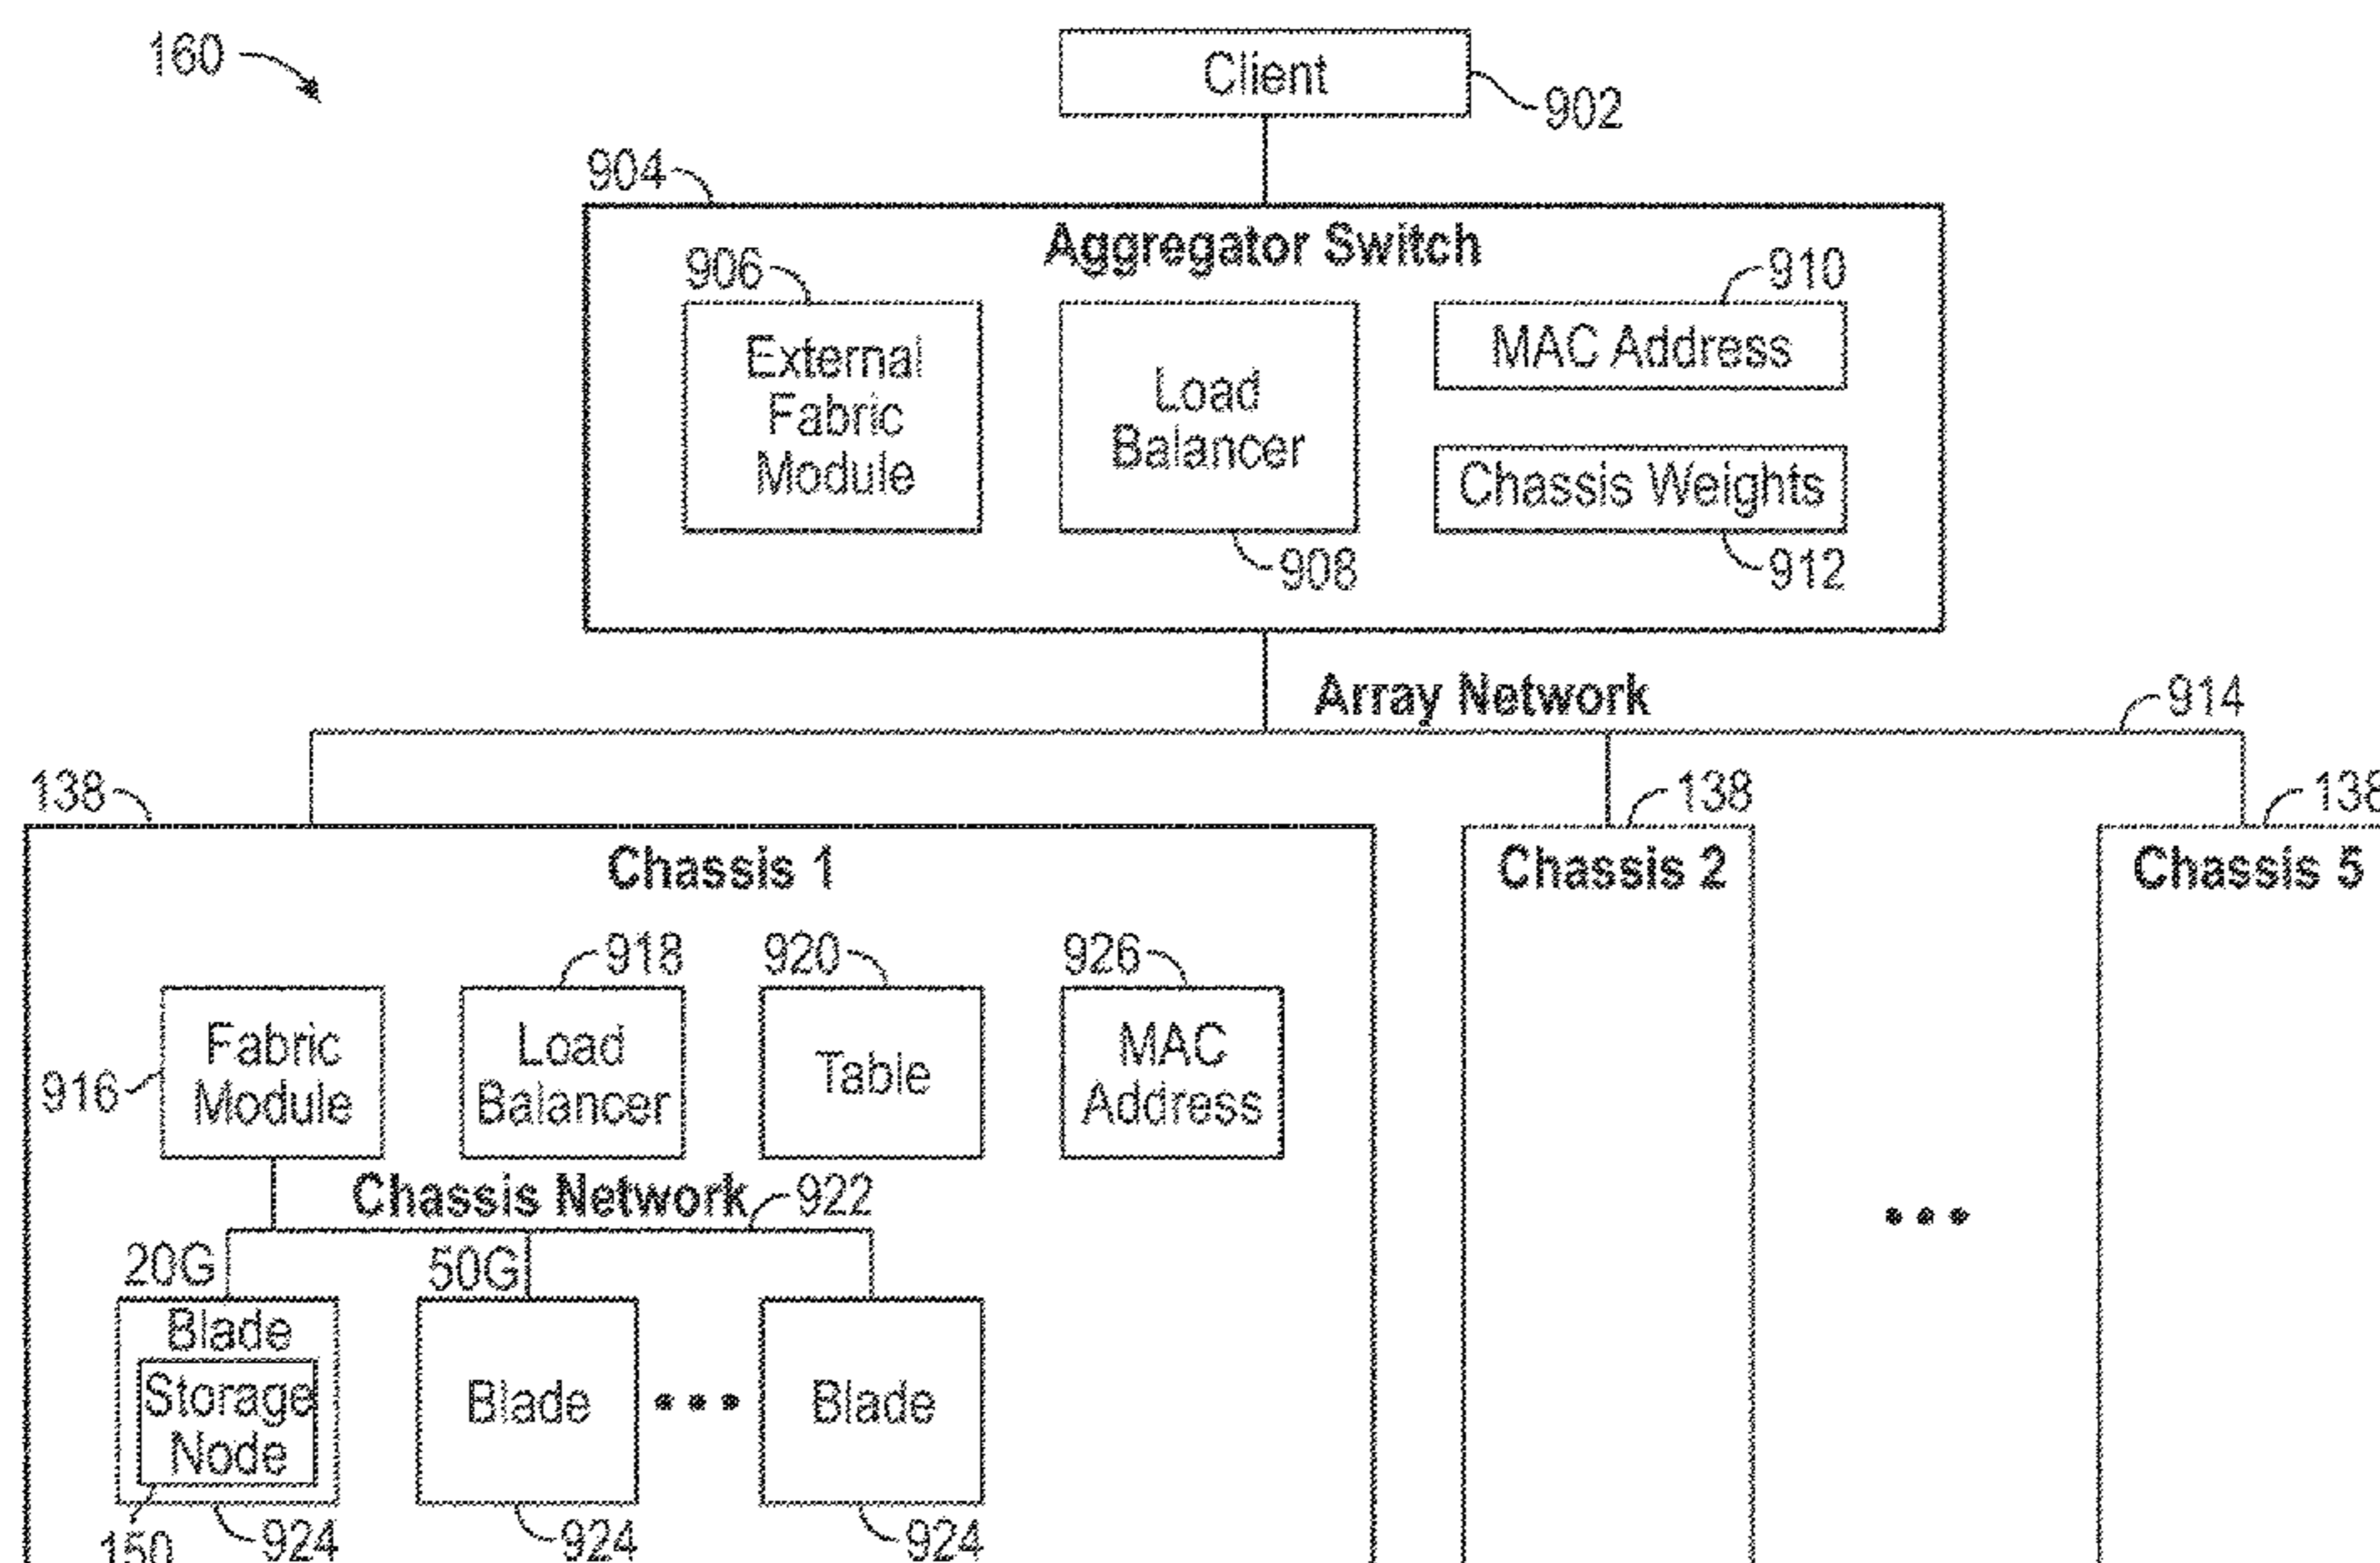 160
Client
902
904
Aggregator Switch
906
910
External
Fabric
Module
Load
Balancer
MAC Address
Chassis Weights
908
912
Array Network
914
138
138
138
Chassis 1
Chassis 2
Chassis 5
918
920
926
Fabric
Module
Load
Balancer
Table
MAC
Address
916
Chassis Network
922
20G
50G
Blade
Storage
Node
Blade
•••
Blade
•••
150
924
924
924